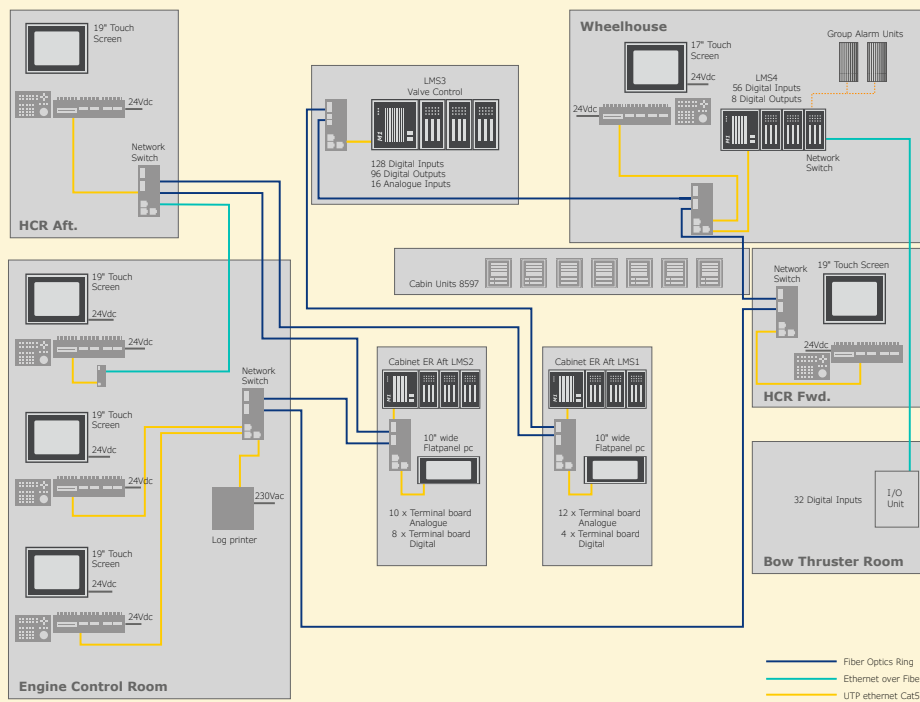 19" Touch
Screen
24Vdc
Network
Switch
HCR Aft.
LMS3
Valve Control
M1
128 Digital Inputs
96 Digital Outputs
16 Analogue Inputs
Wheelhouse
17" Touch
Screen
24Vdc
24Vdc
LMS4
56 Digital Inputs
8 Digital Outputs
Group Alarm Units
Network
Switch
Cabin Units 8597
Network
Switch
19" Touch Screen
24Vdc
HCR Fwd.
19" Touch
Screen
24Vdc
24Vdc
Network
Switch
19" Touch
Screen
24Vdc
24Vdc
230Vac
Log printer
19" Touch
Screen
24Vdc
24Vdc
Engine Control Room
Cabinet ER Aft LMS2
M1
10" wide
Flatpanel pc
10 x Terminal board
Analogue
8 x Terminal board
Digital
Cabinet ER Aft LMS1
M1
10" wide
Flatpanel pc
12 x Terminal board
Analogue
4 x Terminal board
Digital
32 Digital Inputs
I/O
Unit
Bow Thruster Room
Fiber Optics Ring
Ethernet over Fibe
UTP ethernet Cat5